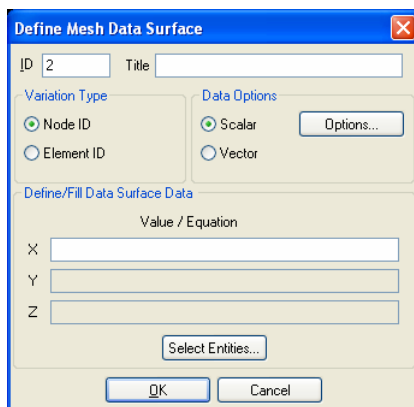 Define Mesh Data Surface
ID 2 Title
Variation Type Data Options
Node ID Scalar Options...
Element ID Vector
Define/Fill Data Surface Data
Value / Equation
X
Y
Z
Select Entities...
OK Cancel